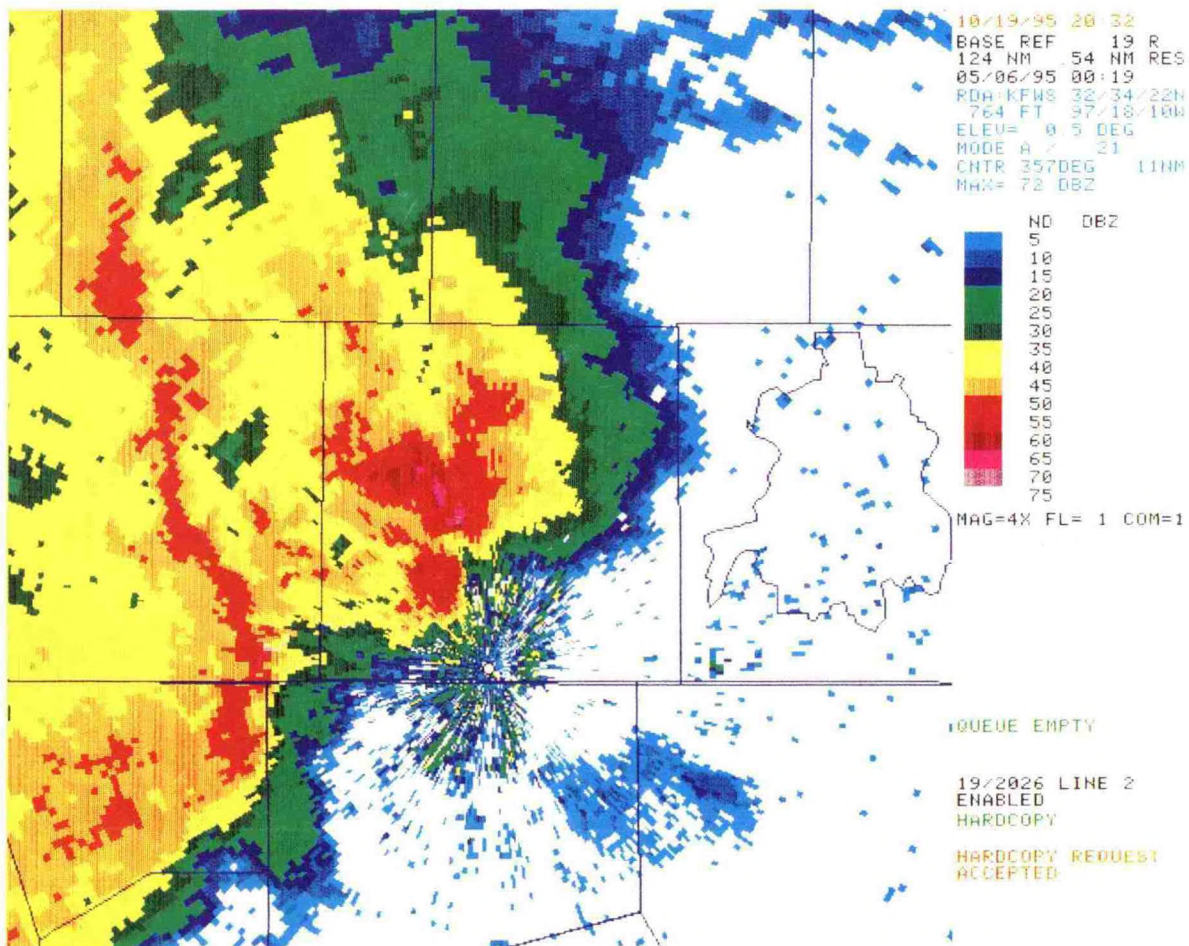 10/19/95 20:32
BASE REF 19 R
124 NM .54 NM RES
05/06/95 00:19
RDA:KFWS 32/34/22N
764 FT 97/18/10W
ELEV= 0.5 DEG
MODE A / 21
CNTR 357DEG 11NM
MAX= 72 DBZ
ND DBZ
5
10
15
20
25
30
35
40
45
50
55
60
65
70
75
MAG=4X FL= 1 COM=1
QUEUE EMPTY
19/2026 LINE 2
ENABLED
HARDCOPY
HARDCOPY REQUEST
ACCEPTED